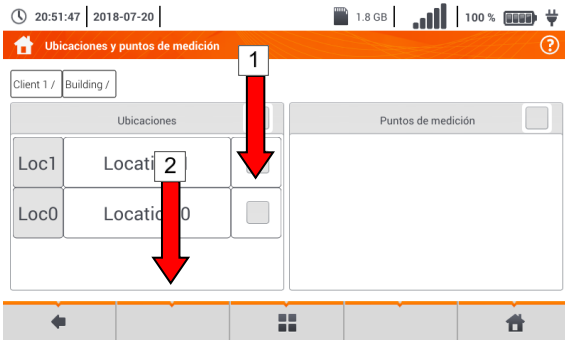 20:51:47 2018-07-20 1.8 GB 100 %
Ubicaciones y puntos de medición ?
1
Client 1 / Building /
Ubicaciones Puntos de medición
Loc1
2
Loc0 0